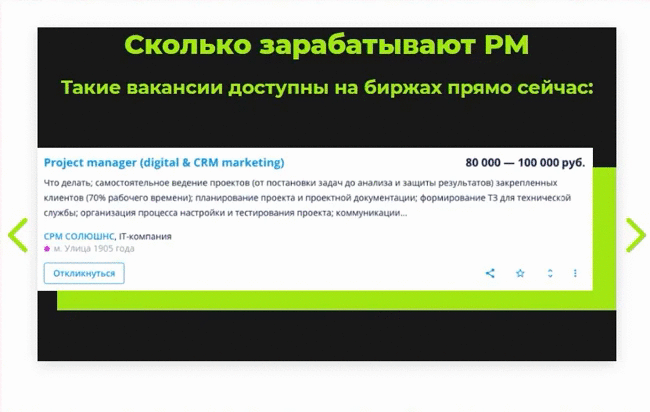 Сколько зарабатывают PM
Такие вакансии доступны на биржах прямо сейчас:
Project manager (digital & CRM marketing) 80 000 — 100 000 руб.
Что делать; самостоятельное ведение проектов (от постановки задач до анализа и защиты результатов) закрепленных
клиентов (70% рабочего времени); планирование проекта и проектной документации; формирование ТЗ для технической
службы; организация процесса настройки и тестирования проекта; коммуникации...
СРМ СОЛЮШНС, IT-компания
м. Улица 1905 года
Откликнуться